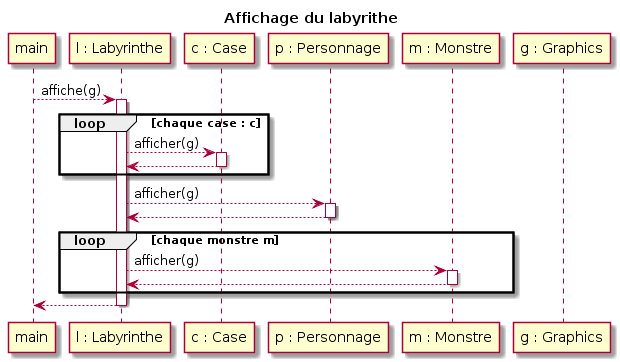 Affichage du labyrithe
main
l : Labyrinthe
c : Case
p : Personnage
m : Monstre
g : Graphics
affiche(g)
loop
[chaque case : c]
afficher(g)
afficher(g)
loop
[chaque monstre m]
afficher(g)
main
l : Labyrinthe
c : Case
p : Personnage
m : Monstre
g : Graphics